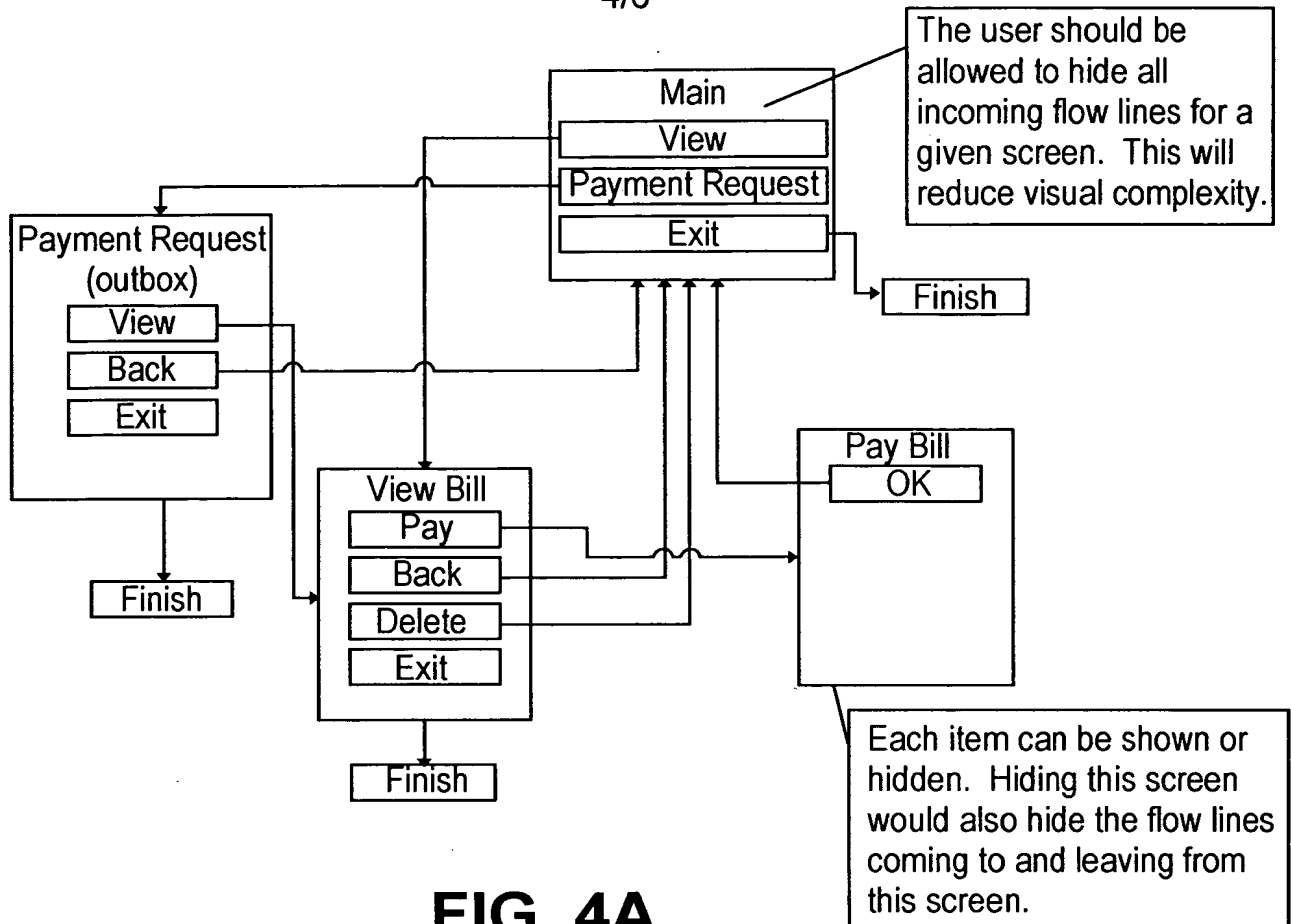 The user should be
allowed to hide all
incoming flow lines for a
given screen. This will
reduce visual complexity.
Main
View
Payment Request
Exit
Finish
Payment Request
(outbox)
View
Back
Exit
Finish
View Bill
Pay
Back
Delete
Exit
Finish
Pay Bill
OK
Each item can be shown or
hidden. Hiding this screen
would also hide the flow lines
coming to and leaving from
this screen.
FIG. 4A